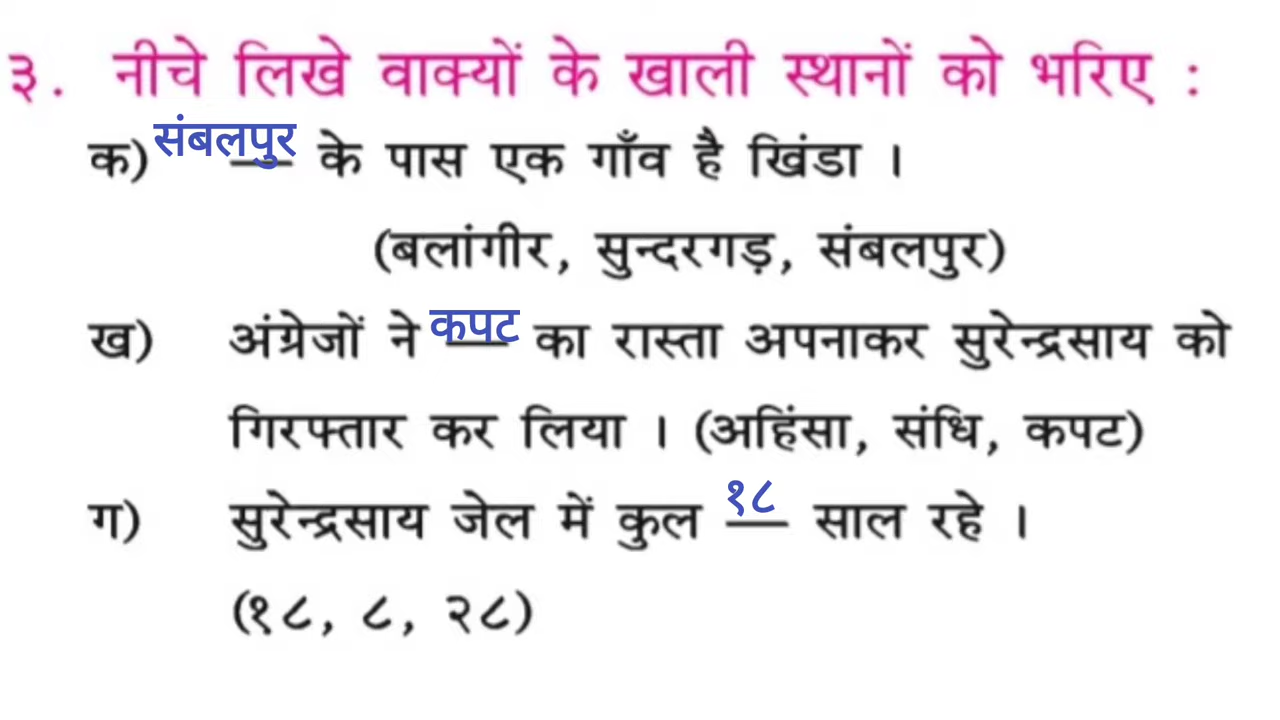 ३. नीचे लिखे वाक्यों के खाली स्थानों को भरिए :
क) संबलपुर के पास एक गाँव है खिंडा ।
(बलांगीर, सुन्दरगड़, संबलपुर)
ख) अंग्रेजों ने कपट का रास्ता अपनाकर सुरेन्द्रसाय को
गिरफ्तार कर लिया । (अहिंसा, संधि, कपट)
ग) सुरेन्द्रसाय जेल में कुल १८ साल रहे ।
(१८, ८, २८)